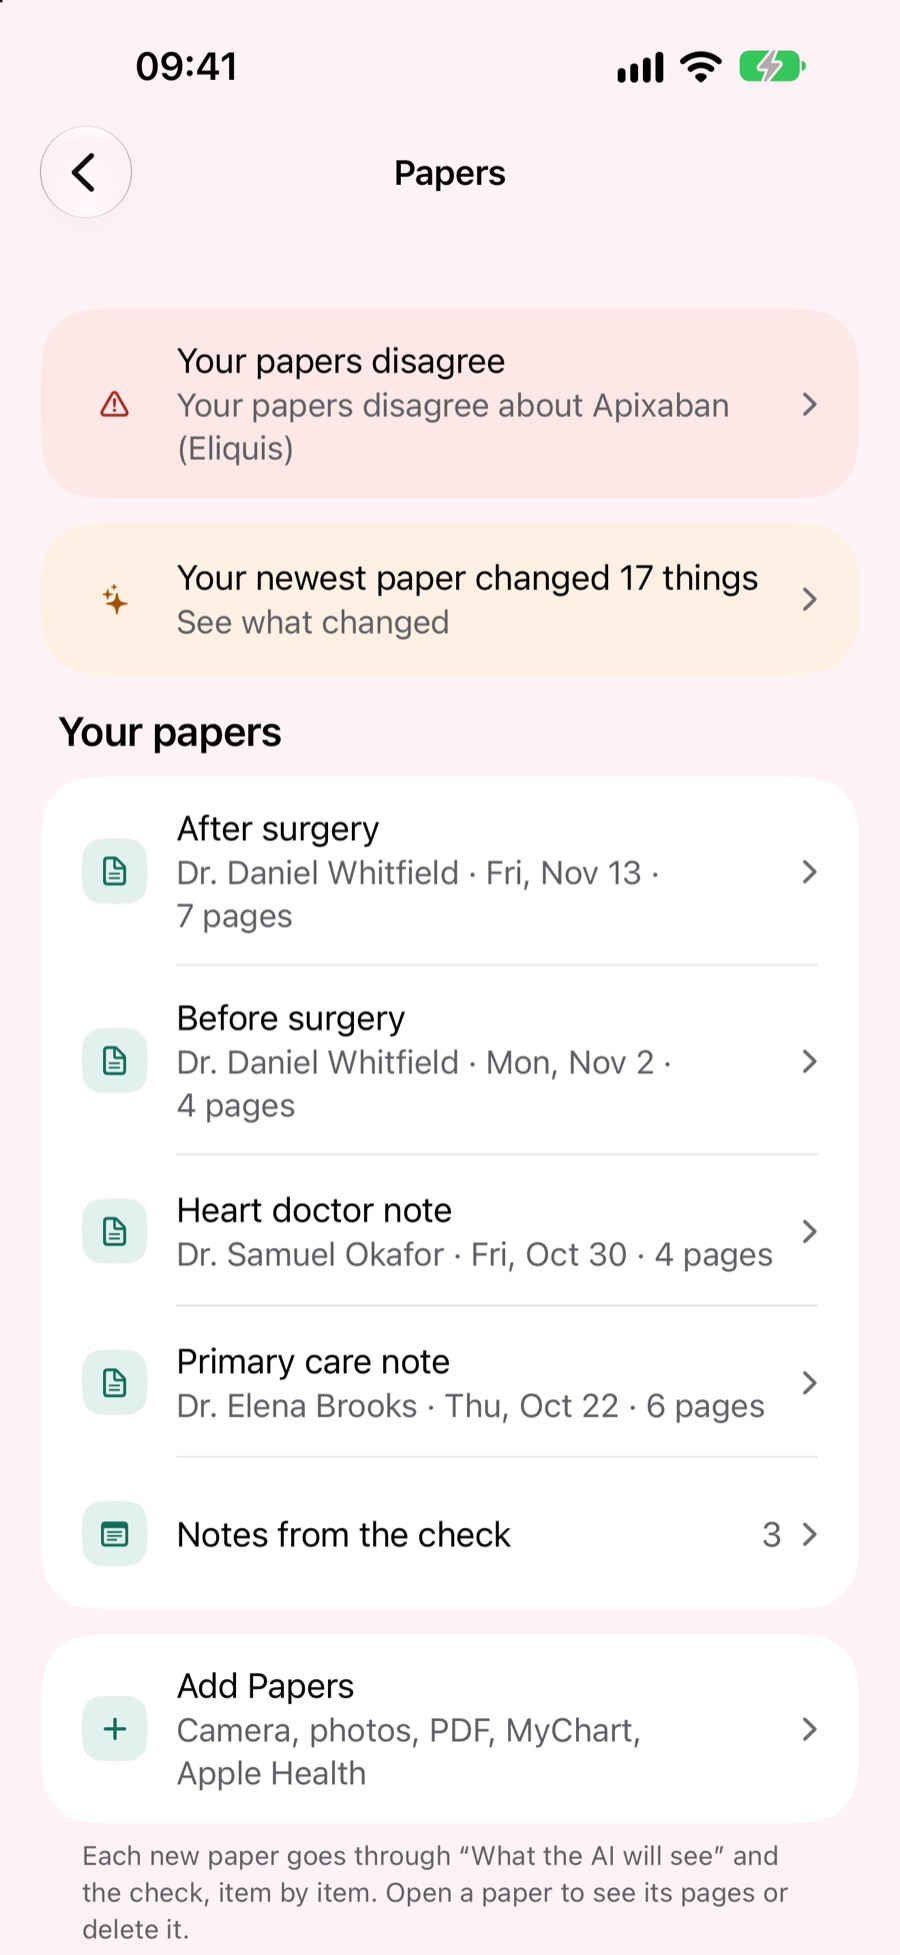 09:41
Papers
Your papers disagree
Your papers disagree about Apixaban
(Eliquis)
Your newest paper changed 17 things
See what changed
Your papers
After surgery
Dr. Daniel Whitfield · Fri, Nov 13 ·
7 pages
Before surgery
Dr. Daniel Whitfield · Mon, Nov 2 ·
4 pages
Heart doctor note
Dr. Samuel Okafor · Fri, Oct 30 · 4 pages
Primary care note
Dr. Elena Brooks · Thu, Oct 22 · 6 pages
Notes from the check 3
Add Papers
Camera, photos, PDF, MyChart,
Apple Health
Each new paper goes through “What the AI will see” and
the check, item by item. Open a paper to see its pages or
delete it.